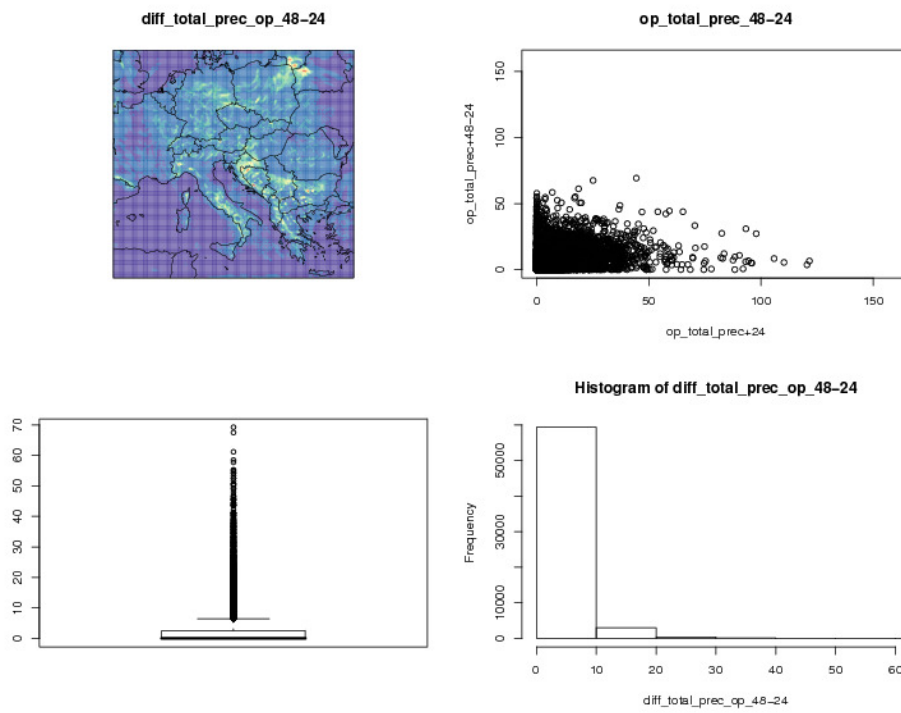 diff_total_prec_op_48−24
op_total_prec_48−24
op_total_prec+48−24
150
100
50
0
0 50 100 150
op_total_prec+24
70
60
50
40
30
20
10
0
Histogram of diff_total_prec_op_48−24
Frequency
50000
30000
10000
0
0 10 20 30 40 50 60
diff_total_prec_op_48−24